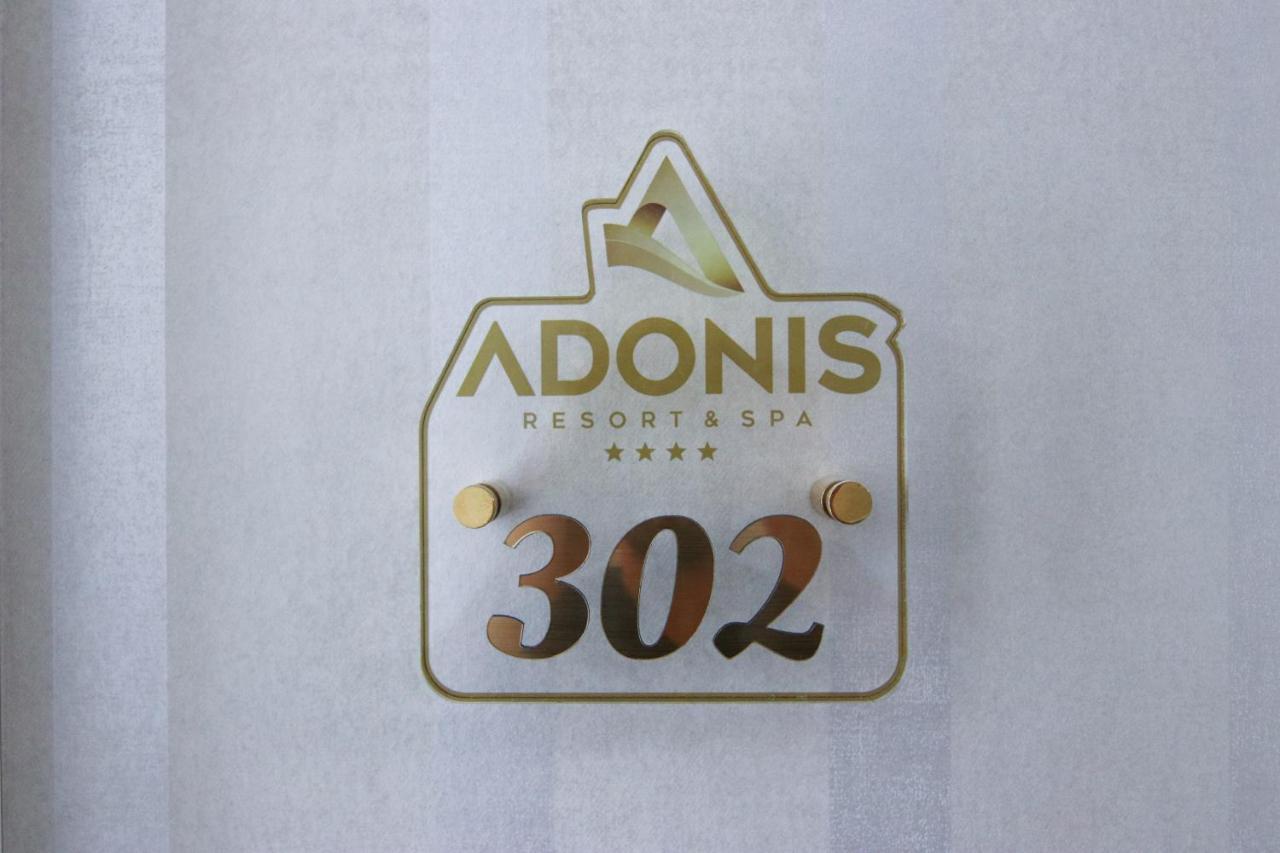 ADONIS
RESORT & SPA
★★★★
302